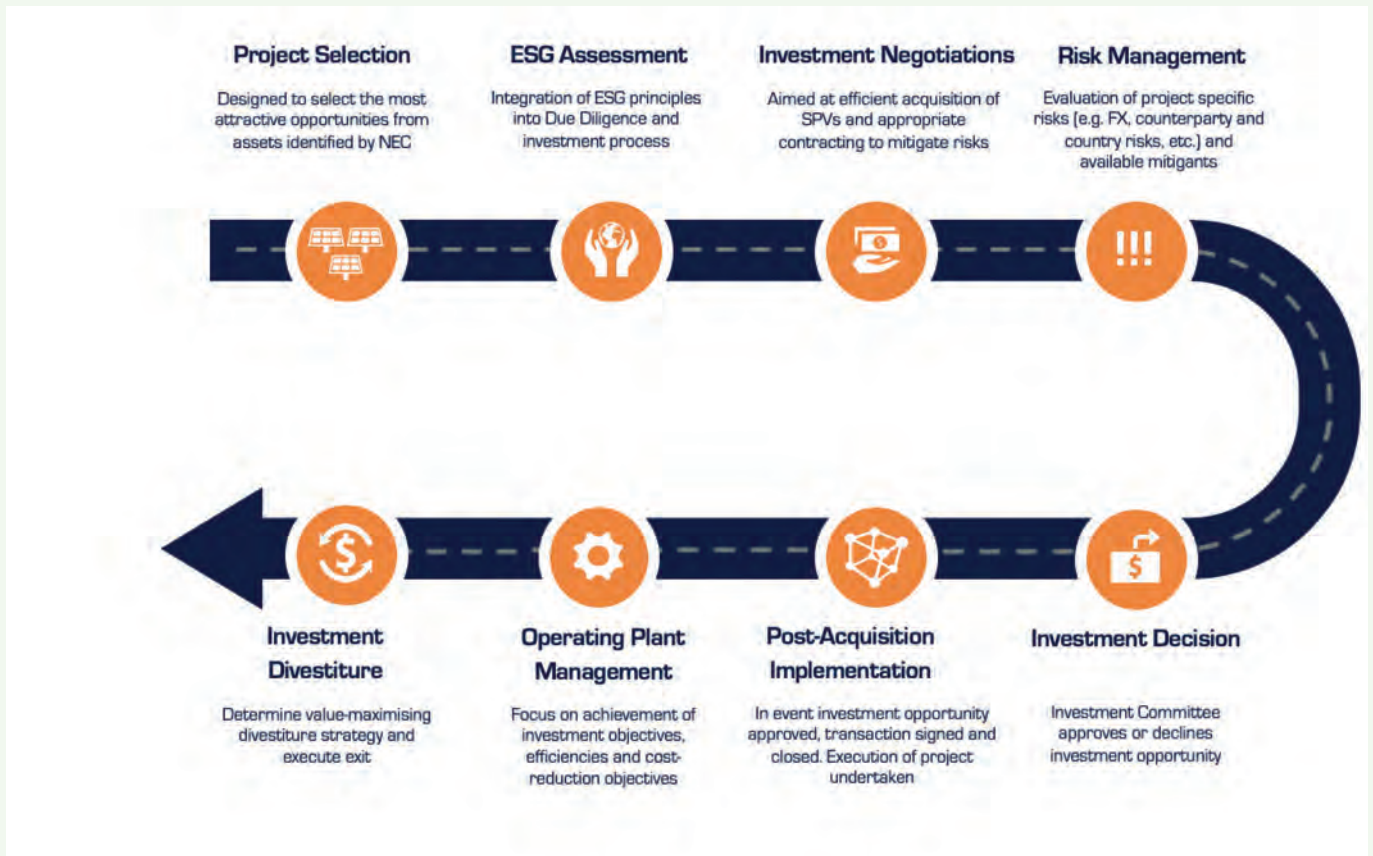 Project Selection
Designed to select the most
attractive opportunities from
assets identified by NEC
ESG Assessment
Integration of ESG principles
into Due Diligence and
investment process
Investment Negotiations
Aimed at efficient acquisition of
SPVs and appropriate
contracting to mitigate risks
Risk Management
Evaluation of project specific
risks (e.g. FX, counterparty and
country risks, etc.) and
available mitigants
!!!
$
Investment Decision
Investment Committee
approves or declines
investment opportunity
$
Post-Acquisition
Implementation
In event investment opportunity
approved, transaction signed and
closed. Execution of project
undertaken
Operating Plant
Management
Focus on achievement of
investment objectives,
efficiencies and cost-
reduction objectives
$
Investment
Divestiture
Determine value-maximising
divestiture strategy and
execute exit